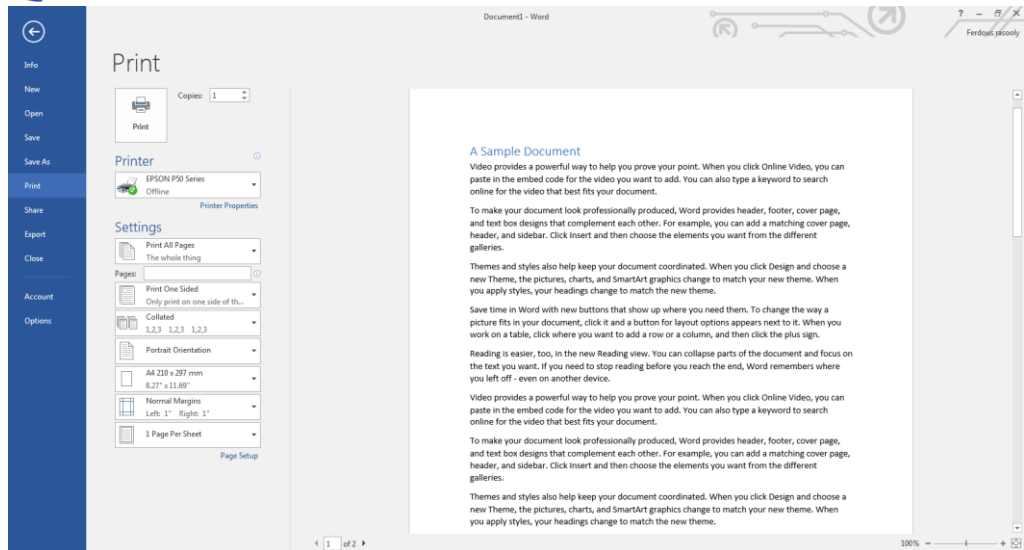 Document1 - Word
?
Ferdous rasooly
Info
New
Open
Save
Save As
Print
Share
Export
Close
Account
Options
Print
Copies: 1
Print
Printer
EPSON P50 Series
Offline
Printer Properties
Settings
Print All Pages
The whole thing
Pages:
Print One Sided
Only print on one side of th...
Collated
1,2,3 1,2,3 1,2,3
Portrait Orientation
A4 210 x 297 mm
8.27" x 11.69"
Normal Margins
Left: 1" Right: 1"
1 Page Per Sheet
Page Setup
A Sample Document
Video provides a powerful way to help you prove your point. When you click Online Video, you can
paste in the embed code for the video you want to add. You can also type a keyword to search
online for the video that best fits your document.
To make your document look professionally produced, Word provides header, footer, cover page,
and text box designs that complement each other. For example, you can add a matching cover page,
header, and sidebar. Click Insert and then choose the elements you want from the different
galleries.
Themes and styles also help keep your document coordinated. When you click Design and choose a
new Theme, the pictures, charts, and SmartArt graphics change to match your new theme. When
you apply styles, your headings change to match the new theme.
Save time in Word with new buttons that show up where you need them. To change the way a
picture fits in your document, click it and a button for layout options appears next to it. When you
work on a table, click where you want to add a row or a column, and then click the plus sign.
Reading is easier, too, in the new Reading view. You can collapse parts of the document and focus on
the text you want. If you need to stop reading before you reach the end, Word remembers where
you left off - even on another device.
Video provides a powerful way to help you prove your point. When you click Online Video, you can
paste in the embed code for the video you want to add. You can also type a keyword to search
online for the video that best fits your document.
To make your document look professionally produced, Word provides header, footer, cover page,
and text box designs that complement each other. For example, you can add a matching cover page,
header, and sidebar. Click Insert and then choose the elements you want from the different
galleries.
Themes and styles also help keep your document coordinated. When you click Design and choose a
new Theme, the pictures, charts, and SmartArt graphics change to match your new theme. When
you apply styles, your headings change to match the new theme.
1 of 2
100%